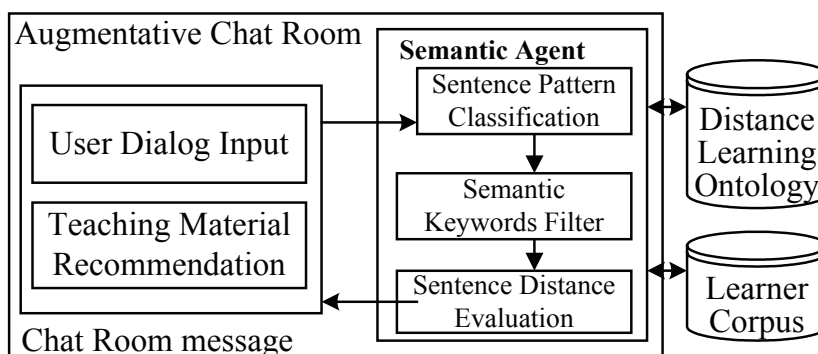 Augmentative Chat Room
User Dialog Input
Teaching Material
Recommendation
Chat Room message
Semantic Agent
Sentence Pattern
Classification
Semantic
Keywords Filter
Sentence Distance
Evaluation
Distance
Learning
Ontology
Learner
Corpus